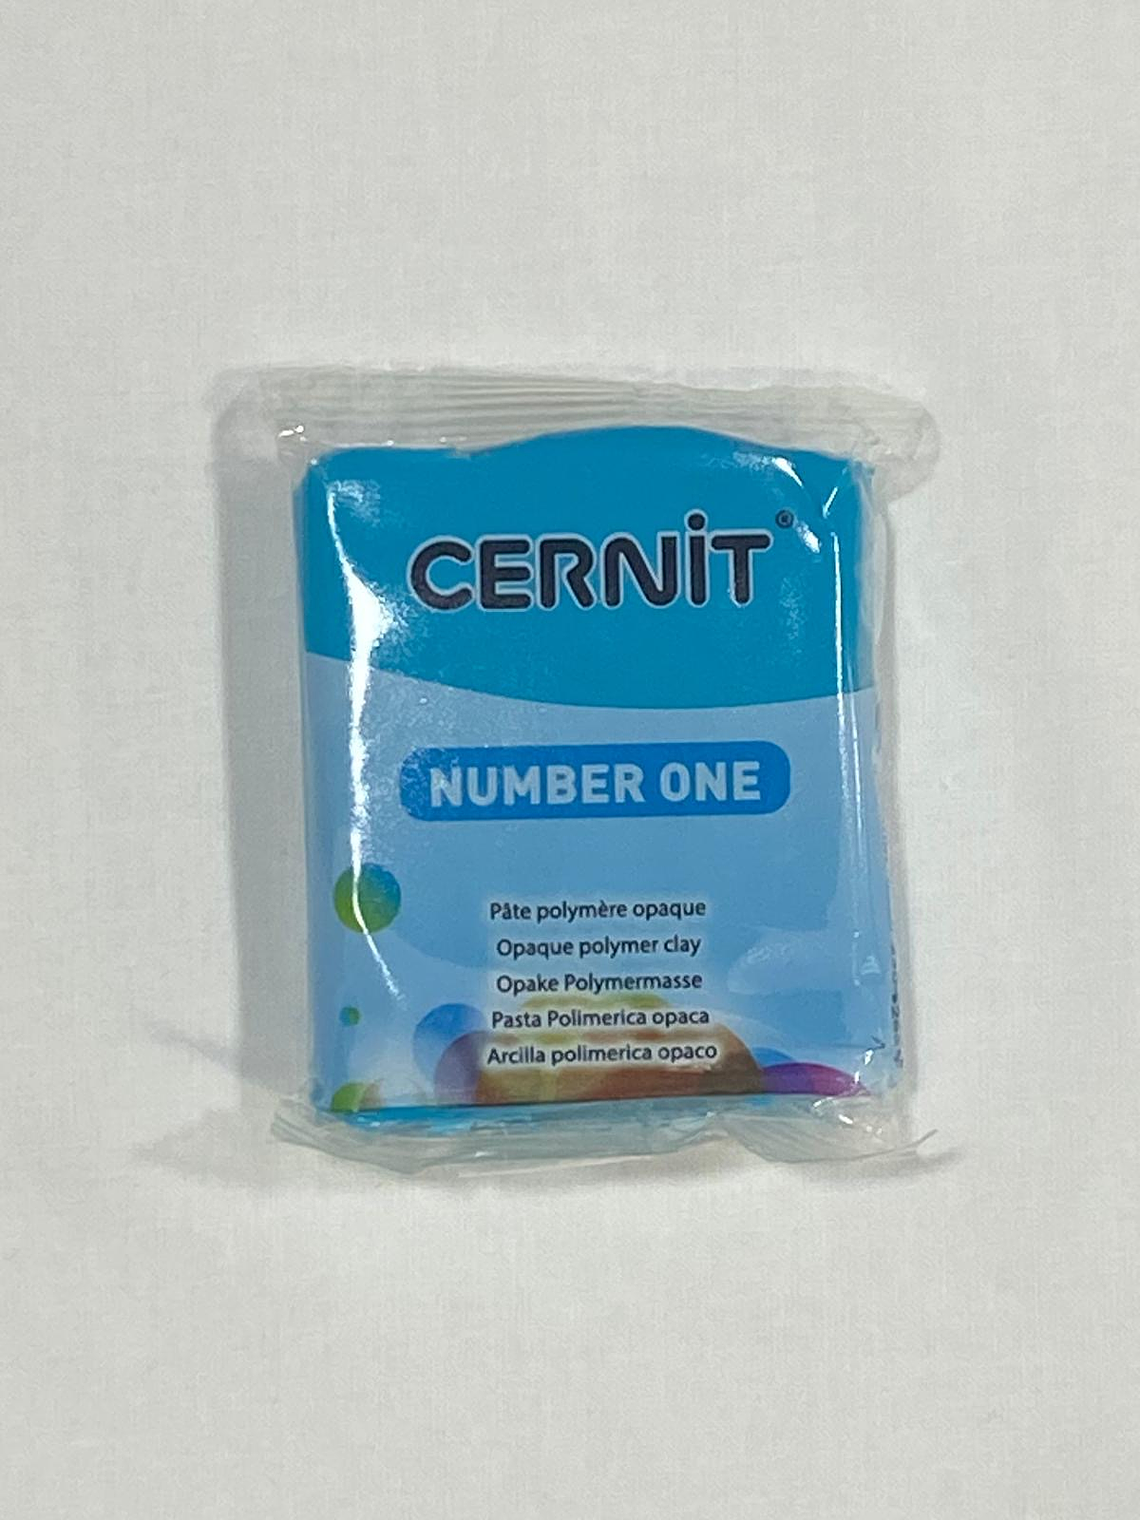 CERNiT®
NUMBER ONE
Pâte polymère opaque
Opaque polymer clay
Opake Polymermasse
Pasta Polimerica opaca
Arcilla polimerica opaco